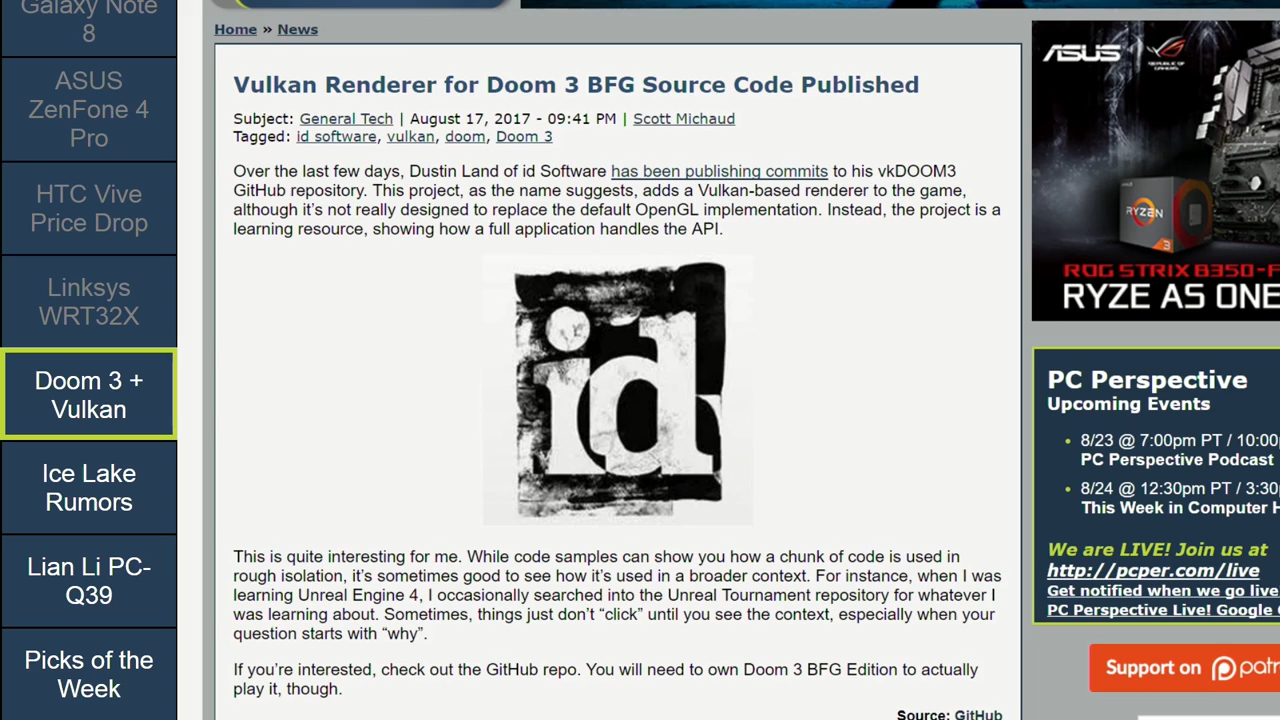 Galaxy Note
8
ASUS
ZenFone 4
Pro
HTC Vive
Price Drop
Linksys
WRT32X
Doom 3 +
Vulkan
Ice Lake
Rumors
Lian Li PC-
Q39
Picks of the
Week
Home » News
Vulkan Renderer for Doom 3 BFG Source Code Published
Subject: General Tech | August 17, 2017 - 09:41 PM | Scott Michaud
Tagged: id software, vulkan, doom, Doom 3
Over the last few days, Dustin Land of id Software has been publishing commits to his vkDOOM3
GitHub repository. This project, as the name suggests, adds a Vulkan-based renderer to the game,
although it’s not really designed to replace the default OpenGL implementation. Instead, the project is a
learning resource, showing how a full application handles the API.
id
This is quite interesting for me. While code samples can show you how a chunk of code is used in
rough isolation, it’s sometimes good to see how it’s used in a broader context. For instance, when I was
learning Unreal Engine 4, I occasionally searched into the Unreal Tournament repository for whatever I
was learning about. Sometimes, things just don’t “click” until you see the context, especially when your
question starts with “why”.
If you’re interested, check out the GitHub repo. You will need to own Doom 3 BFG Edition to actually
play it, though.
Source: GitHub
ASUS
REPUBLIC OF
GAMERS
AMD
RYZEN
3
ROG STRIX B350-F
RYZE AS ONE
PC Perspective
Upcoming Events
8/23 @ 7:00pm PT / 10:00p
PC Perspective Podcast
8/24 @ 12:30pm PT / 3:30
This Week in Computer H
We are LIVE! Join us at
http://pcper.com/live
Get notified when we go live
PC Perspective Live! Google C
Support on patr